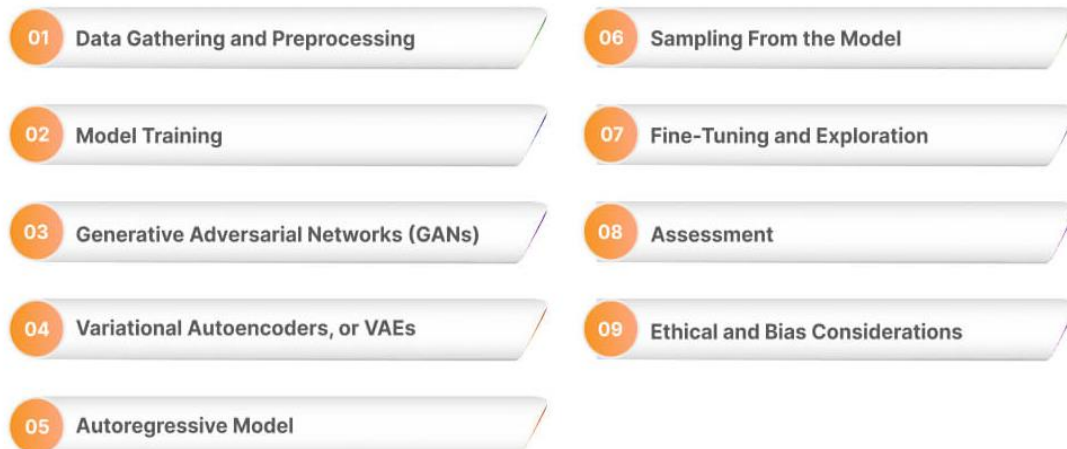 01 Data Gathering and Preprocessing
02 Model Training
03 Generative Adversarial Networks (GANs)
04 Variational Autoencoders, or VAEs
05 Autoregressive Model
06 Sampling From the Model
07 Fine-Tuning and Exploration
08 Assessment
09 Ethical and Bias Considerations